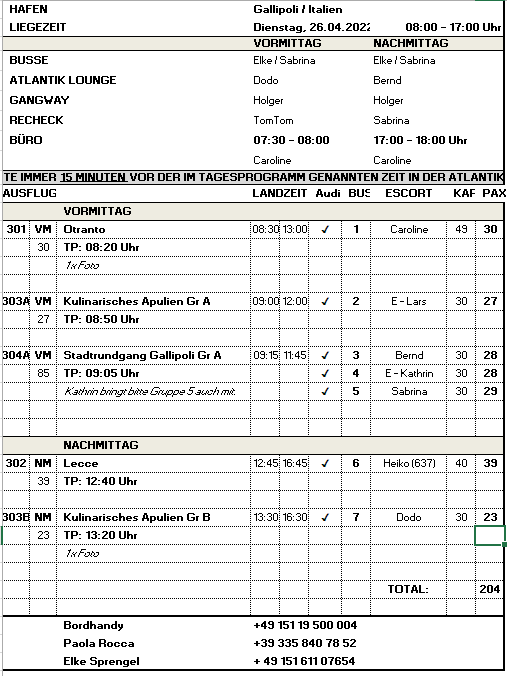 HAFEN Gallipoli / Italien
LIEGEZEIT Dienstag, 26.04.2022 08:00 - 17:00 Uhr
VORMITTAG NACHMITTAG
BUSSE Elke / Sabrina Elke / Sabrina
ATLANTIK LOUNGE Dodo Bernd
GANGWAY Holger Holger
RECHECK TomTom Sabrina
BÜRO 07:30 - 08:00 17:00 - 18:00 Uhr
Caroline Caroline
TE IMMER 15 MINUTEN VOR DER IM TAGESPROGRAMM GENANNTEN ZEIT IN DER ATLANTIK
AUSFLUG LANDZEIT Audi BUS ESCORT KAF PAX
VORMITTAG
301 VM Otranto 08:30 13:00 ✓ 1 Caroline 49 30
30 TP: 08:20 Uhr
1x Foto
303A VM Kulinarisches Apulien Gr A 09:00 12:00 ✓ 2 E - Lars 30 27
27 TP: 08:50 Uhr
304A VM Stadtrundgang Gallipoli Gr A 09:15 11:45 ✓ 3 Bernd 30 28
85 TP: 09:05 Uhr ✓ 4 E - Kathrin 30 28
Kathrin bringt bitte Gruppe 5 auch mit. ✓ 5 Sabrina 30 29
NACHMITTAG
302 NM Lecce 12:45 16:45 ✓ 6 Heiko (637) 40 39
39 TP: 12:40 Uhr
303B NM Kulinarisches Apulien Gr B 13:30 16:30 ✓ 7 Dodo 30 23
23 TP: 13:20 Uhr
1x Foto
TOTAL: 204
Bordhandy +49 151 19 500 004
Paola Rocca +39 335 840 78 52
Elke Sprengel + 49 151 611 07654